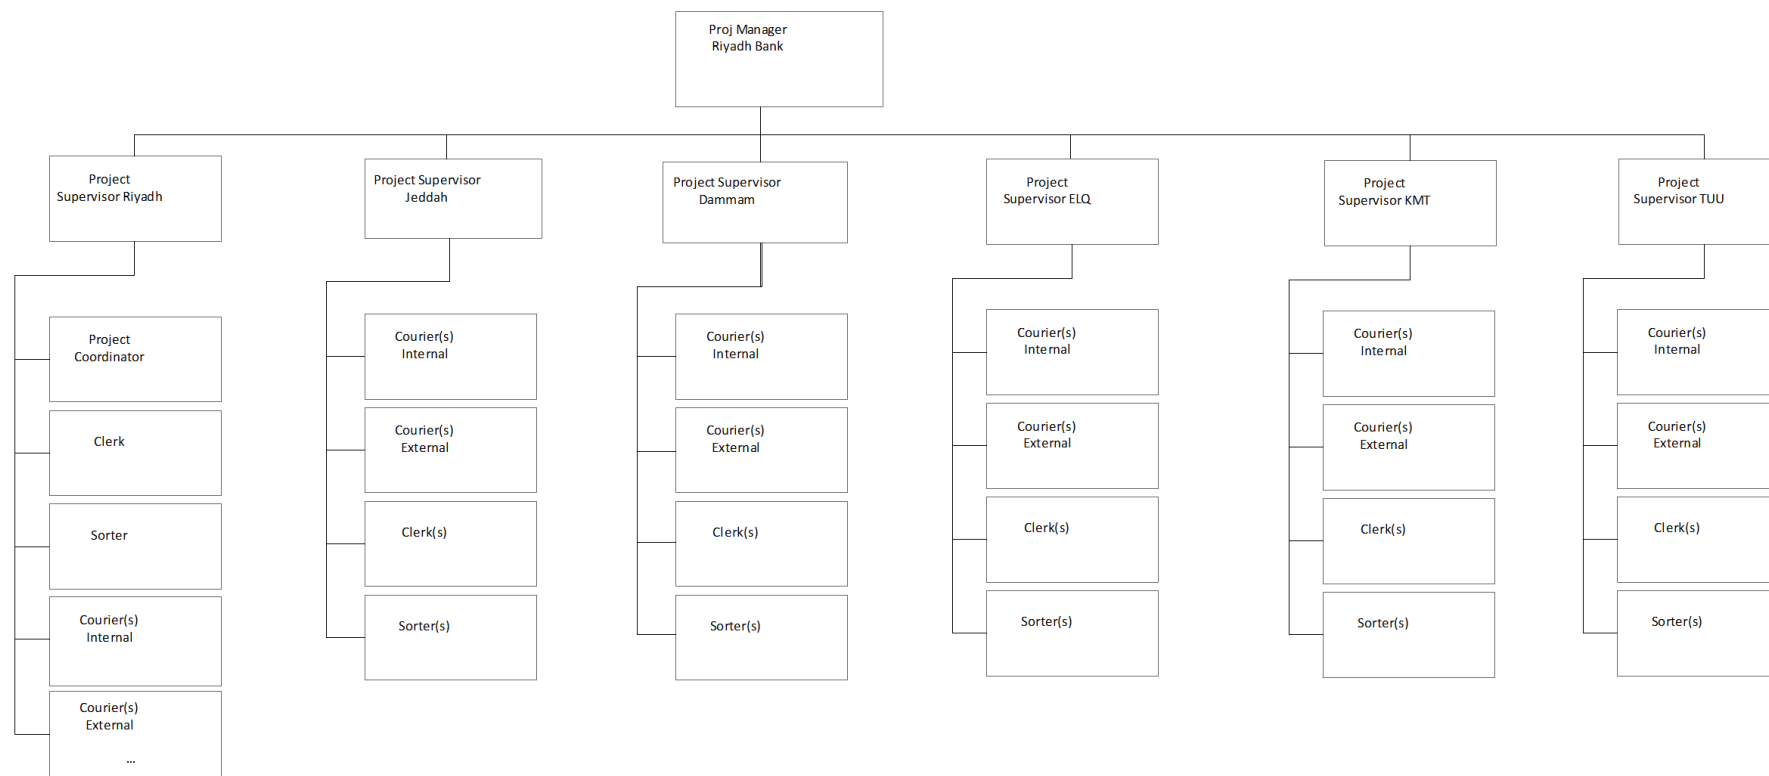 Proj Manager
Riyadh Bank
Project
Supervisor Riyadh
Project Supervisor
Jeddah
Project Supervisor
Dammam
Project
Supervisor ELQ
Project
Supervisor KMT
Project
Supervisor TUU
Project
Coordinator
Clerk
Sorter
Courier(s)
Internal
Courier(s)
External
...
Courier(s)
Internal
Courier(s)
External
Clerk(s)
Sorter(s)
Courier(s)
Internal
Courier(s)
External
Clerk(s)
Sorter(s)
Courier(s)
Internal
Courier(s)
External
Clerk(s)
Sorter(s)
Courier(s)
Internal
Courier(s)
External
Clerk(s)
Sorter(s)
Courier(s)
Internal
Courier(s)
External
Clerk(s)
Sorter(s)